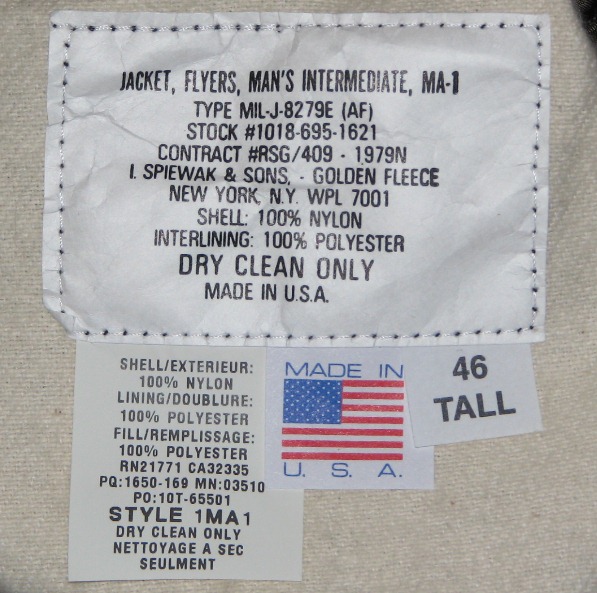 JACKET, FLYERS, MAN'S INTERMEDIATE, MA-1
TYPE MIL-J-8279E (AF)
STOCK #1018-695-1621
CONTRACT #RSG/409 - 1979N
I. SPIEWAK & SONS, - GOLDEN FLEECE
NEW YORK, N.Y. WPL 7001
SHELL: 100% NYLON
INTERLINING: 100% POLYESTER
DRY CLEAN ONLY
MADE IN U.S.A.
SHELL/EXTERIEUR:
100% NYLON
LINING/DOUBLURE:
100% POLYESTER
FILL/REMPLISSAGE:
100% POLYESTER
RN21771 CA32335
PQ:1650-169 MN:03510
PO:10T-65501
STYLE 1MA1
DRY CLEAN ONLY
NETTOYAGE A SEC
SEULMENT
MADE IN
U. S. A.
46
TALL